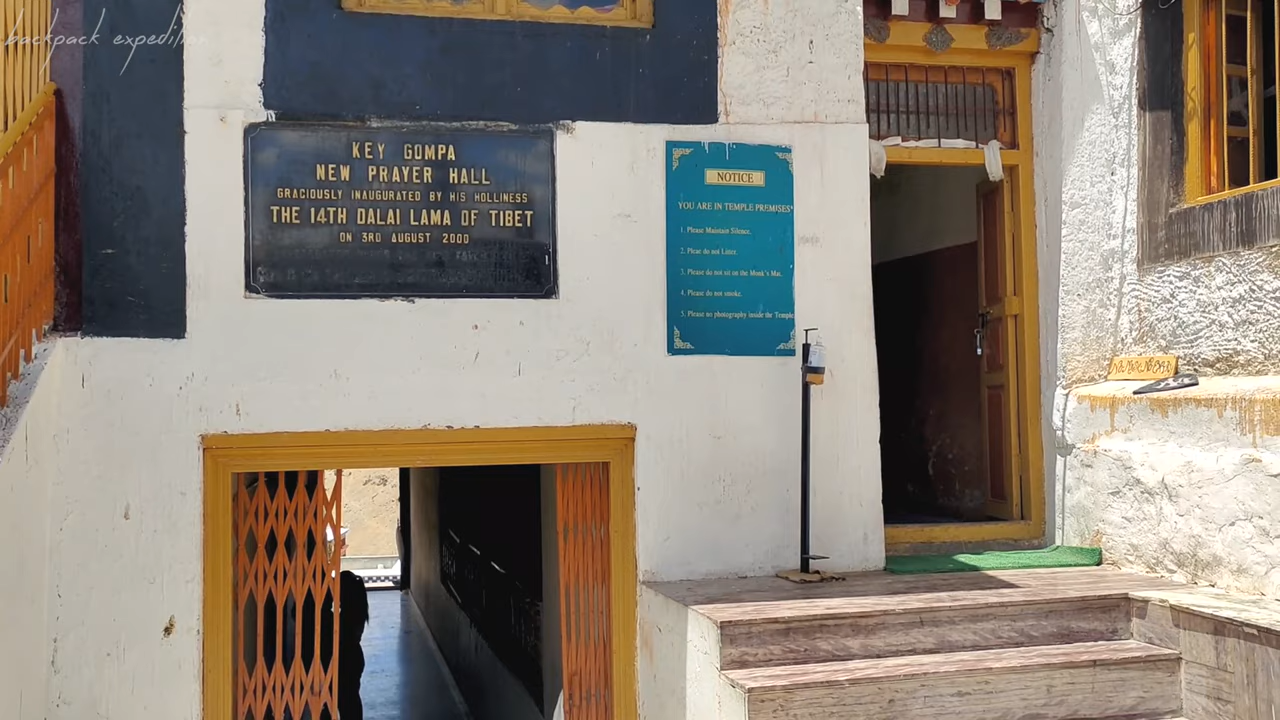 backpack expedition
KEY GOMPA
NEW PRAYER HALL
GRACIOUSLY INAUGURATED BY HIS HOLLINESS
THE 14TH DALAI LAMA OF TIBET
ON 3RD AUGUST 2000
NOTICE
YOU ARE IN TEMPLE PREMISES'
1. Please Maintain Silence.
2. Pleae do not Litter.
3. Please do not sit on the Monk's Mat.
4. Please do not smoke.
5. Please no photography inside the Temple